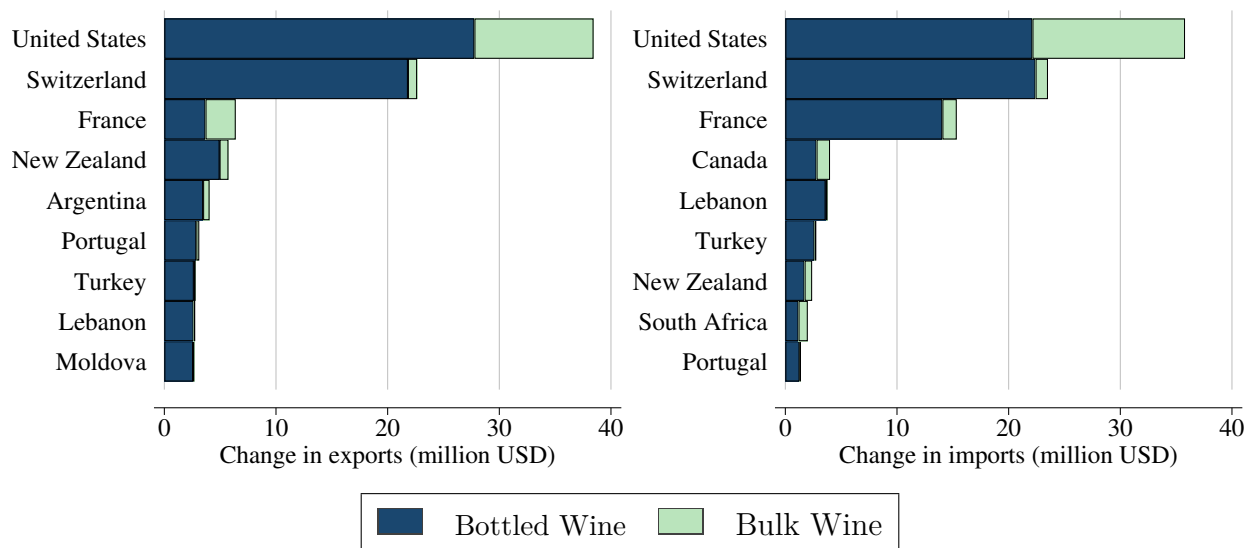 United States
Switzerland
France
New Zealand
Argentina
Portugal
Turkey
Lebanon
Moldova
0 10 20 30 40
Change in exports (million USD)
United States
Switzerland
France
Canada
Lebanon
Turkey
New Zealand
South Africa
Portugal
0 10 20 30 40
Change in imports (million USD)
Bottled Wine Bulk Wine